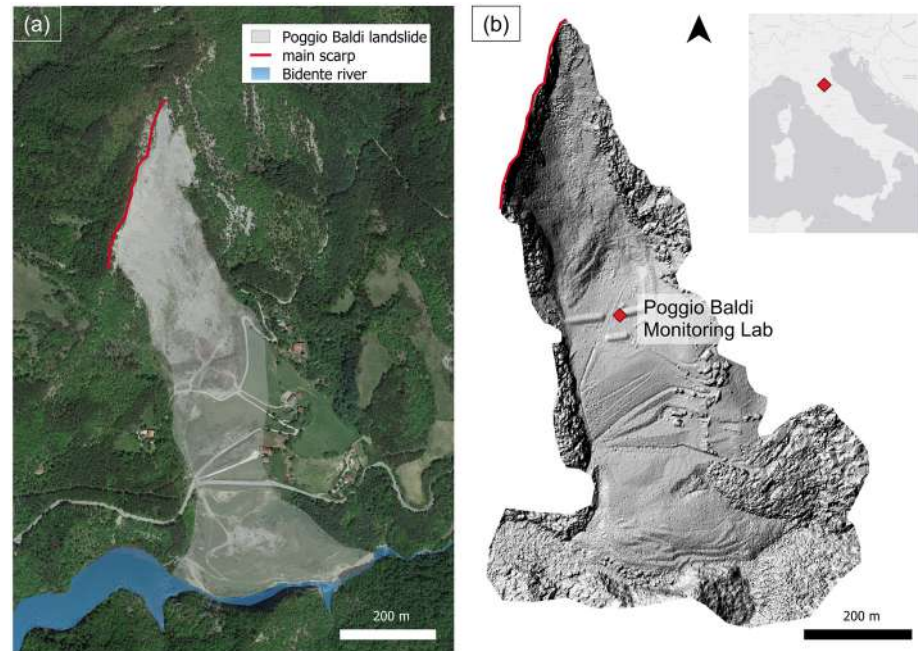 (a)
Poggio Baldi landslide
main scarp
Bidente river
200 m
(b)
Poggio Baldi
Monitoring Lab
200 m